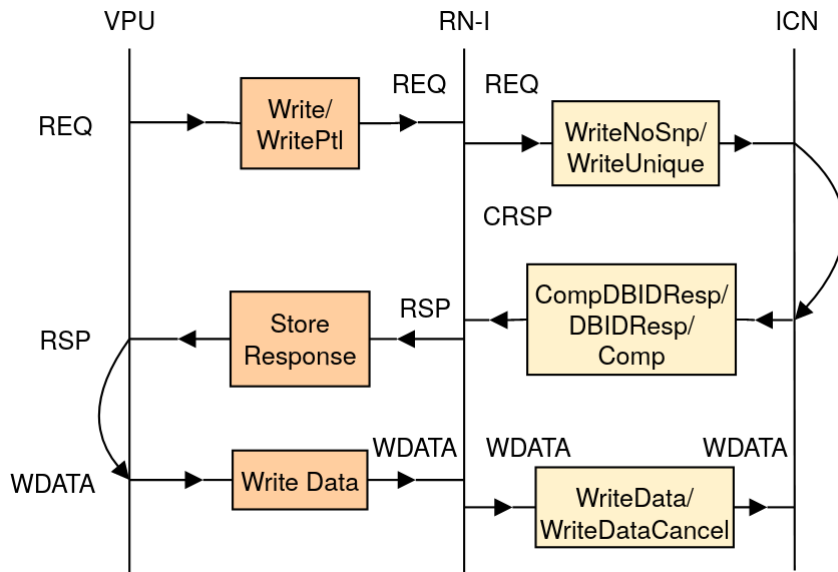 VPU
RN-I
ICN
REQ
Write/
WritePtl
REQ
REQ
WriteNoSnp/
WriteUnique
CRSP
RSP
Store
Response
RSP
CompDBIDResp/
DBIDResp/
Comp
WDATA
Write Data
WDATA
WDATA
WriteData/
WriteDataCancel
WDATA